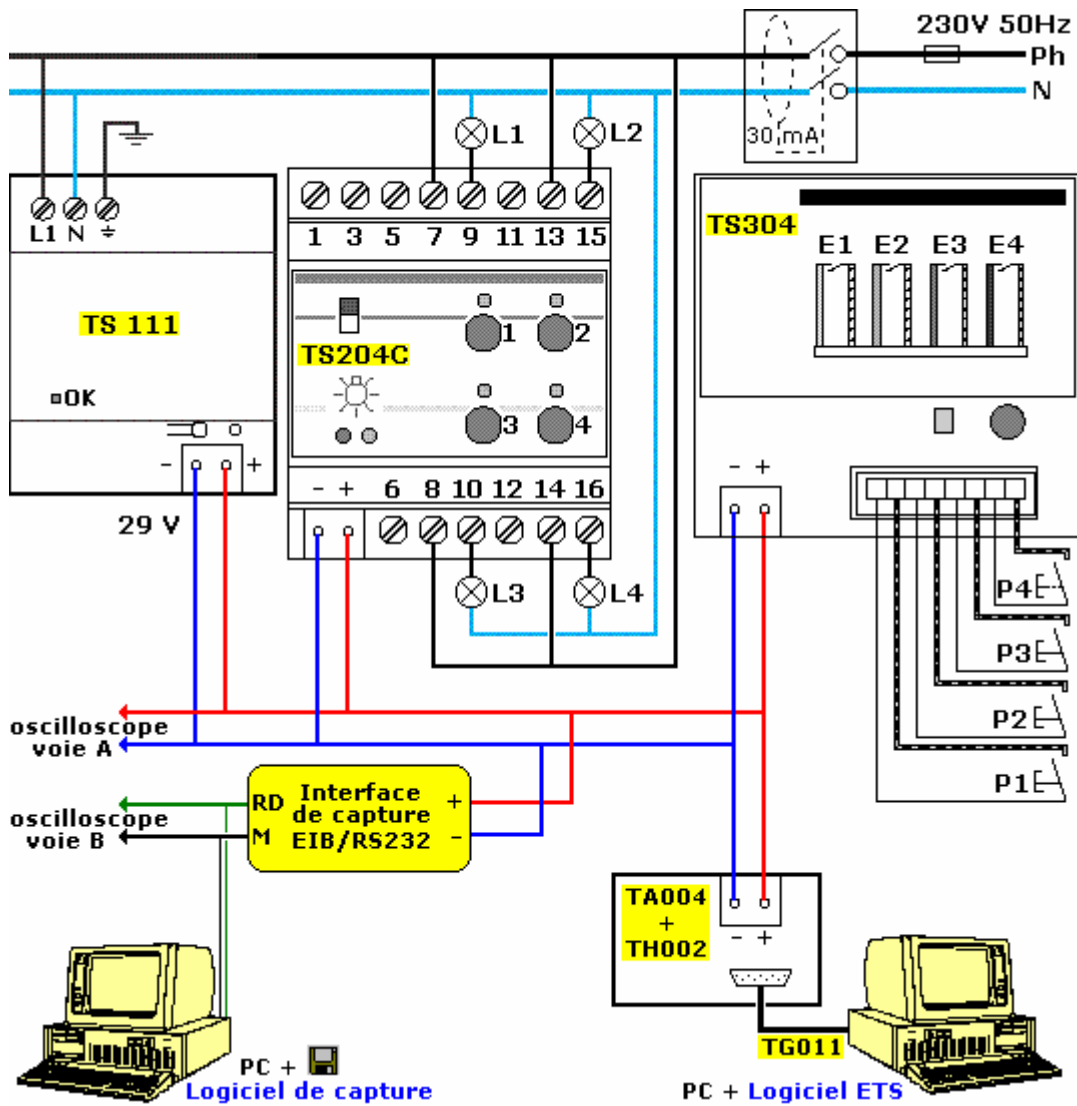 230V 50Hz
Ph
N
30 mA
L1
L2
L1 N
TS 111
OK
- +
29 V
1 3 5 7 9 11 13 15
TS204C
1
2
3
4
- + 6 8 10 12 14 16
L3
L4
TS304
E1 E2 E3 E4
- +
P4
P3
P2
P1
oscilloscope
voie A
oscilloscope
voie B
RD
M
Interface
de capture
EIB/RS232
+
-
TA004
+
TH002
- +
TG011
PC +
Logiciel de capture
PC + Logiciel ETS